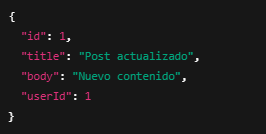 {
  "id": 1,
  "title": "Post actualizado",
  "body": "Nuevo contenido",
  "userId": 1
}